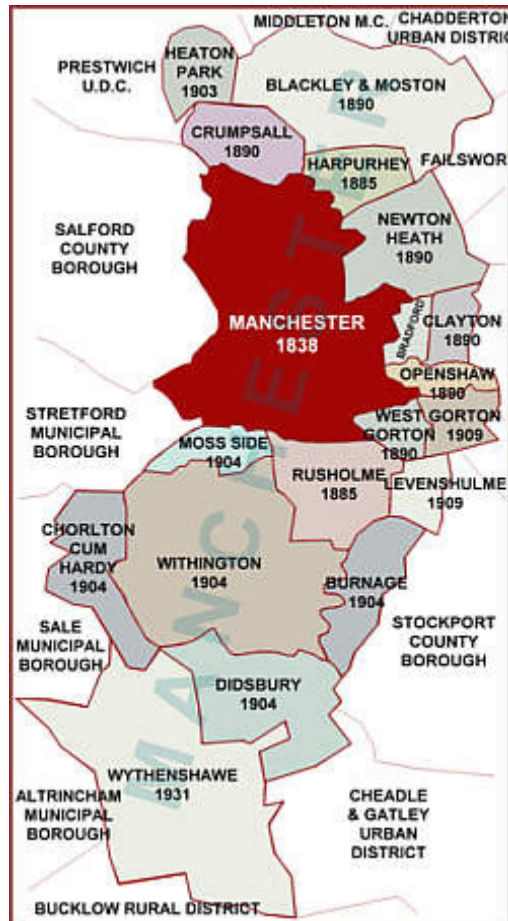 MIDDLETON M.C.
CHADDERTON
URBAN DISTRI
HEATON
PARK
1903
PRESTWICH
U.D.C.
BLACKLEY & MOSTON
1890
CRUMPSALL
1890
HARPURHEY
1885
FAILSWOR
NEWTON
HEATH
1890
SALFORD
COUNTY
BOROUGH
MANCHESTER
1838
BRADFORD
CLAYTON
1890
OPENSHAW
1890
STRETFORD
MUNICIPAL
BOROUGH
WEST
GORTON
1890
GORTON
1909
MOSS SIDE
1904
RUSHOLME
1885
LEVENSHULME
1909
CHORLTON
CUM
HARDY
1904
WITHINGTON
1904
BURNAGE
1904
SALE
MUNICIPAL
BOROUGH
STOCKPORT
COUNTY
BOROUGH
DIDSBURY
1904
WYTHENSHAWE
1931
ALTRINCHAM
MUNICIPAL
BOROUGH
CHEADLE
& GATLEY
URBAN
DISTRICT
BUCKLOW RURAL DISTRICT
MANCHESTER